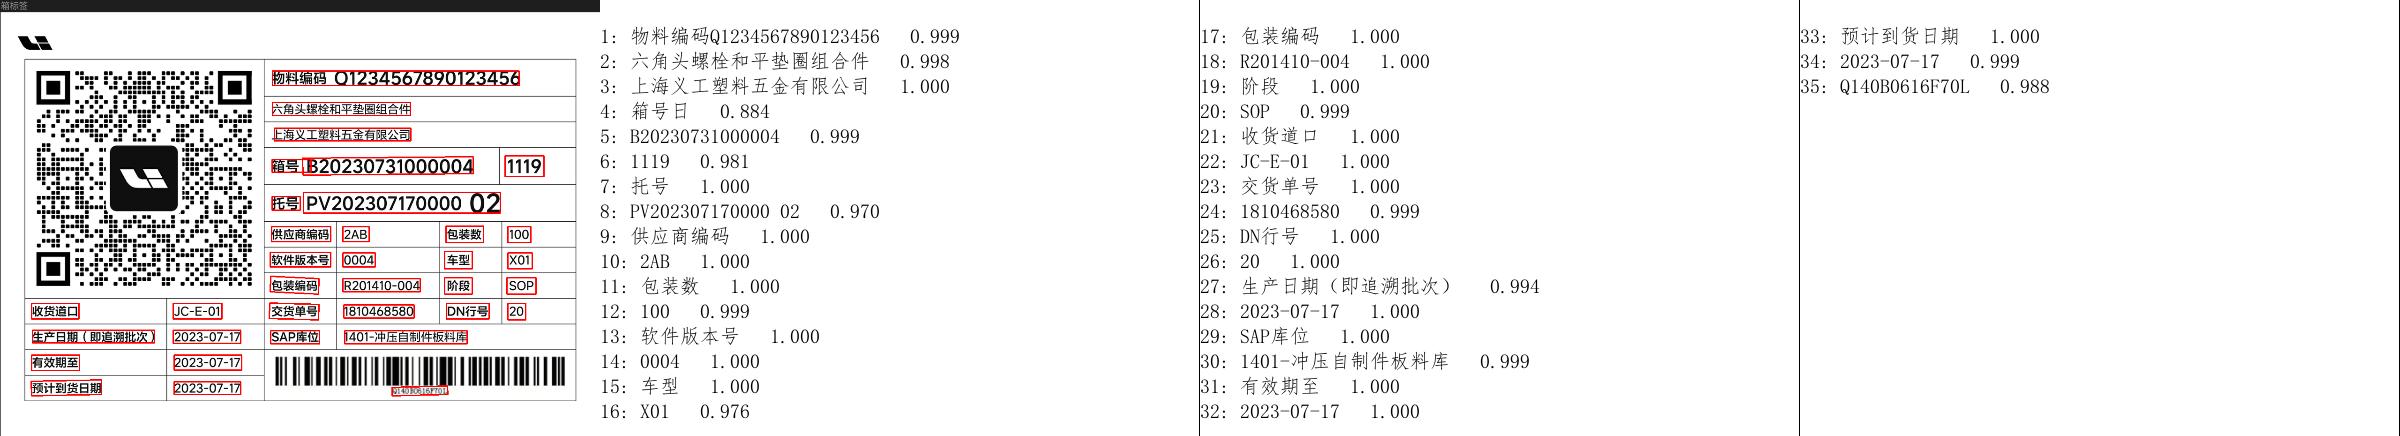 箱标签
物料编码 Q1234567890123456
六角头螺栓和平垫圈组合件
上海义工塑料五金有限公司
箱号 B20230731000004 1119
托号 PV202307170000 02
供应商编码 2AB 包装数 100
软件版本号 0004 车型 X01
包装编码 R201410-004 阶段 SOP
收货道口 JC-E-01 交货单号 1810468580 DN行号 20
生产日期（即追溯批次） 2023-07-17 SAP库位 1401-冲压自制件板料库
有效期至 2023-07-17
Q140B0616F70L
预计到货日期 2023-07-17
1: 物料编码Q1234567890123456 0.999
2: 六角头螺栓和平垫圈组合件 0.998
3: 上海义工塑料五金有限公司 1.000
4: 箱号日 0.884
5: B20230731000004 0.999
6: 1119 0.981
7: 托号 1.000
8: PV202307170000 02 0.970
9: 供应商编码 1.000
10: 2AB 1.000
11: 包装数 1.000
12: 100 0.999
13: 软件版本号 1.000
14: 0004 1.000
15: 车型 1.000
16: X01 0.976
17: 包装编码 1.000
18: R201410-004 1.000
19: 阶段 1.000
20: SOP 0.999
21: 收货道口 1.000
22: JC-E-01 1.000
23: 交货单号 1.000
24: 1810468580 0.999
25: DN行号 1.000
26: 20 1.000
27: 生产日期（即追溯批次） 0.994
28: 2023-07-17 1.000
29: SAP库位 1.000
30: 1401-冲压自制件板料库 0.999
31: 有效期至 1.000
32: 2023-07-17 1.000
33: 预计到货日期 1.000
34: 2023-07-17 0.999
35: Q140B0616F70L 0.988